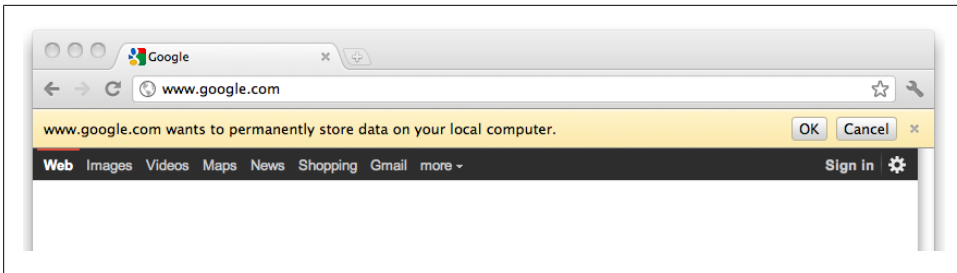 Google
www.google.com
www.google.com wants to permanently store data on your local computer. OK Cancel
Web Images Videos Maps News Shopping Gmail more Sign in